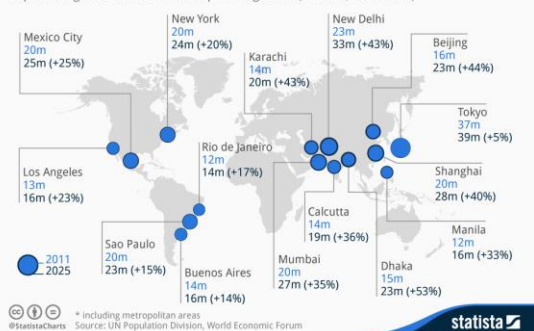 New York
20m
24m (+20%)
New Delhi
23m
33m (+43%)
Mexico City
20m
25m (+25%)
Karachi
14m
20m (+43%)
Beijing
16m
23m (+44%)
Tokyo
37m
39m (+5%)
Rio de Janeiro
12m
14m (+17%)
Los Angeles
13m
16m (+23%)
Shanghai
20m
28m (+40%)
Calcutta
14m
19m (+36%)
Manila
12m
16m (+33%)
Sao Paulo
20m
23m (+15%)
Buenos Aires
14m
16m (+14%)
Mumbai
20m
27m (+35%)
Dhaka
15m
23m (+53%)
2011
2025
@StatistaCharts
* including metropolitan areas
Source: UN Population Division, World Economic Forum
statista